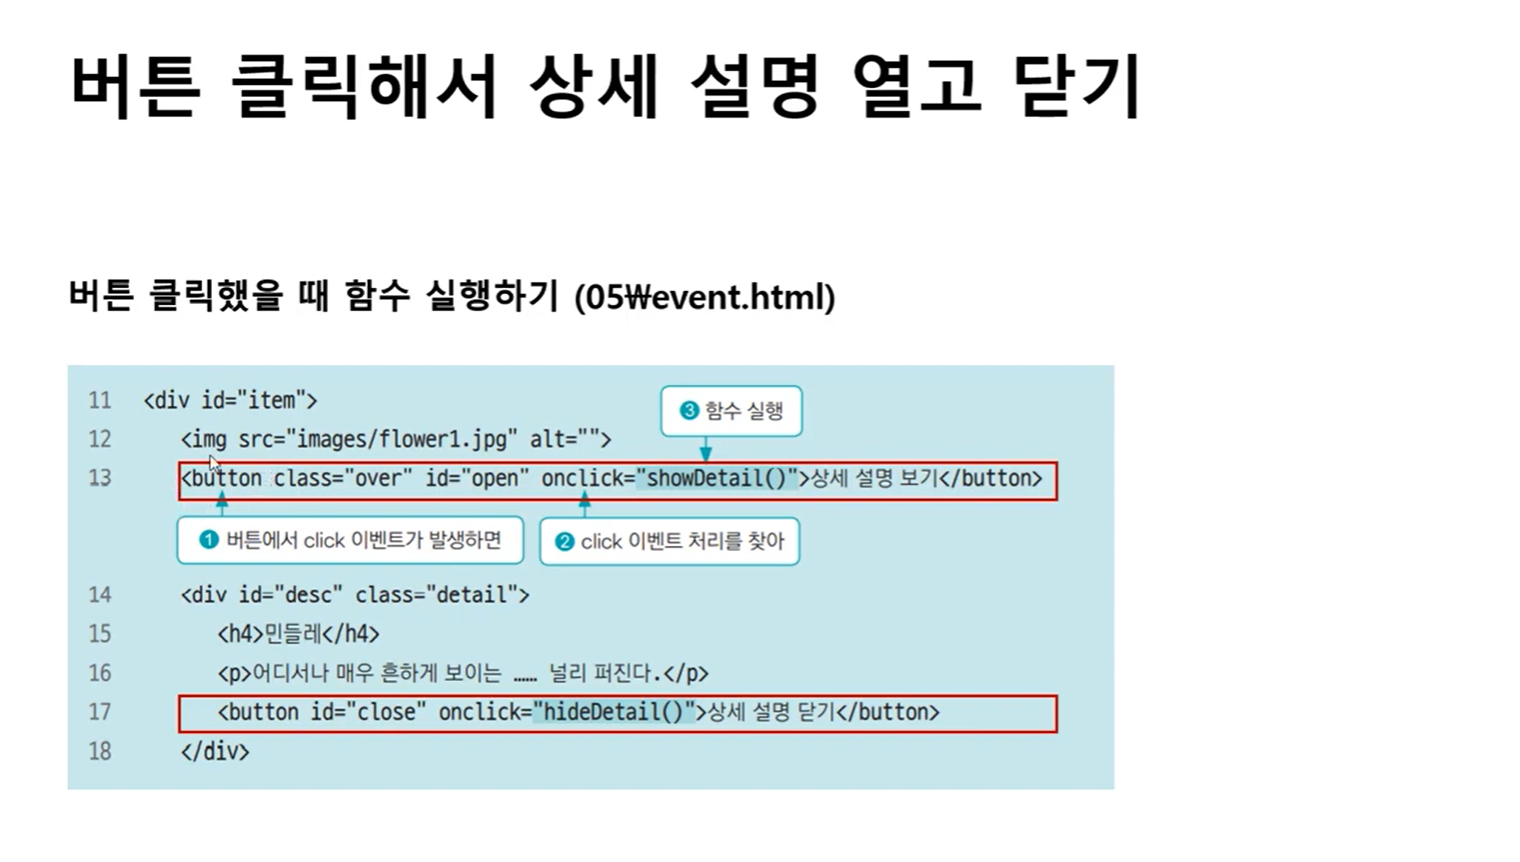 버튼 클릭해서 상세 설명 열고 닫기
버튼 클릭했을 때 함수 실행하기 (05₩event.html)
11 <div id="item">
❸ 함수 실행
12 <img src="images/flower1.jpg" alt="">
13 <button class="over" id="open" onclick="showDetail()">상세 설명 보기</button>
❶ 버튼에서 click 이벤트가 발생하면
❷ click 이벤트 처리를 찾아
14 <div id="desc" class="detail">
15 <h4>민들레</h4>
16 <p>어디서나 매우 흔하게 보이는 …… 널리 퍼진다.</p>
17 <button id="close" onclick="hideDetail()">상세 설명 닫기</button>
18 </div>